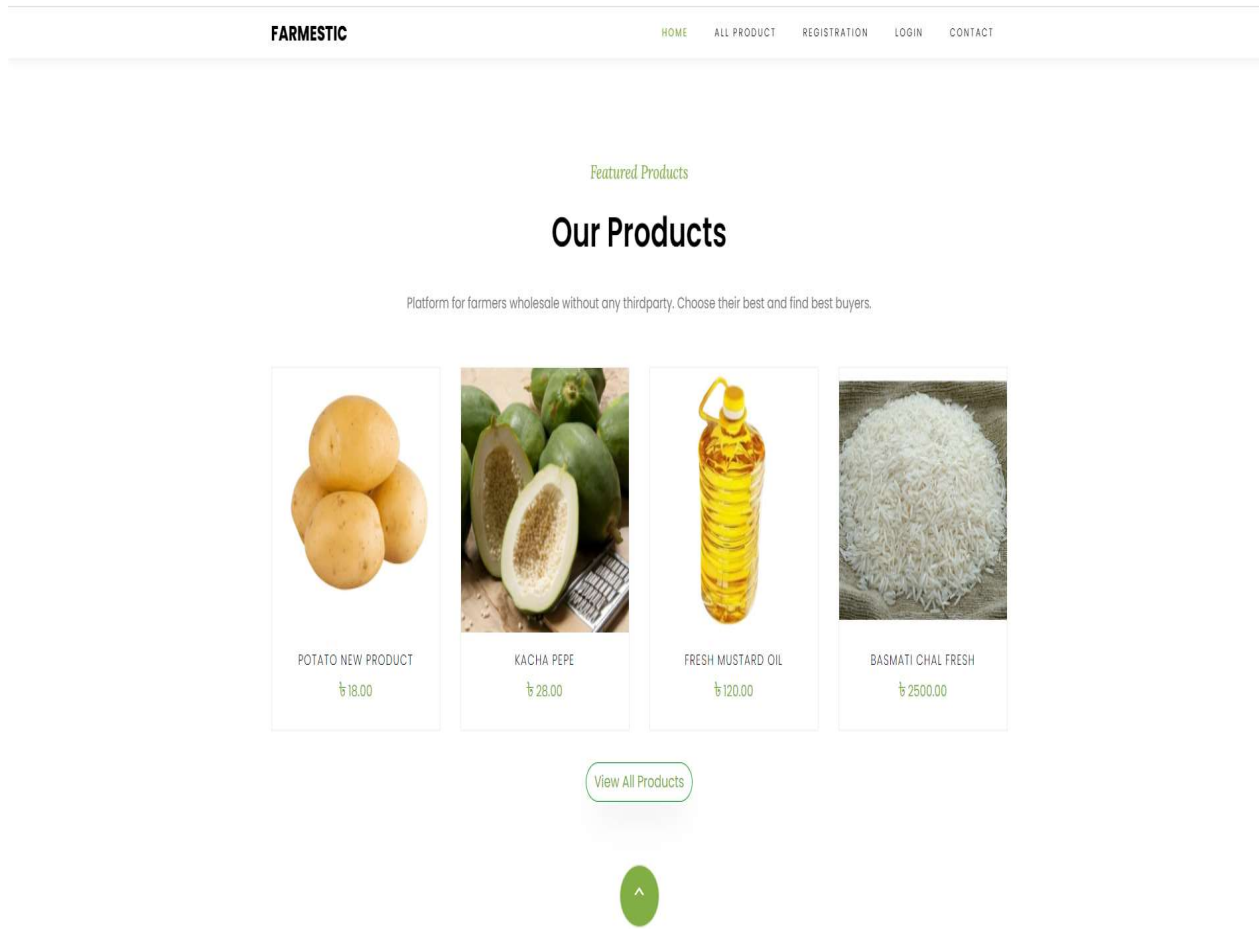 FARMESTIC
HOME ALL PRODUCT REGISTRATION LOGIN CONTACT
Featured Products
Our Products
Platform for farmers wholesale without any thirdparty. Choose their best and find best buyers.
POTATO NEW PRODUCT
৳ 18.00
KACHA PEPE
৳ 28.00
FRESH MUSTARD OIL
৳ 120.00
BASMATI CHAL FRESH
৳ 2500.00
View All Products